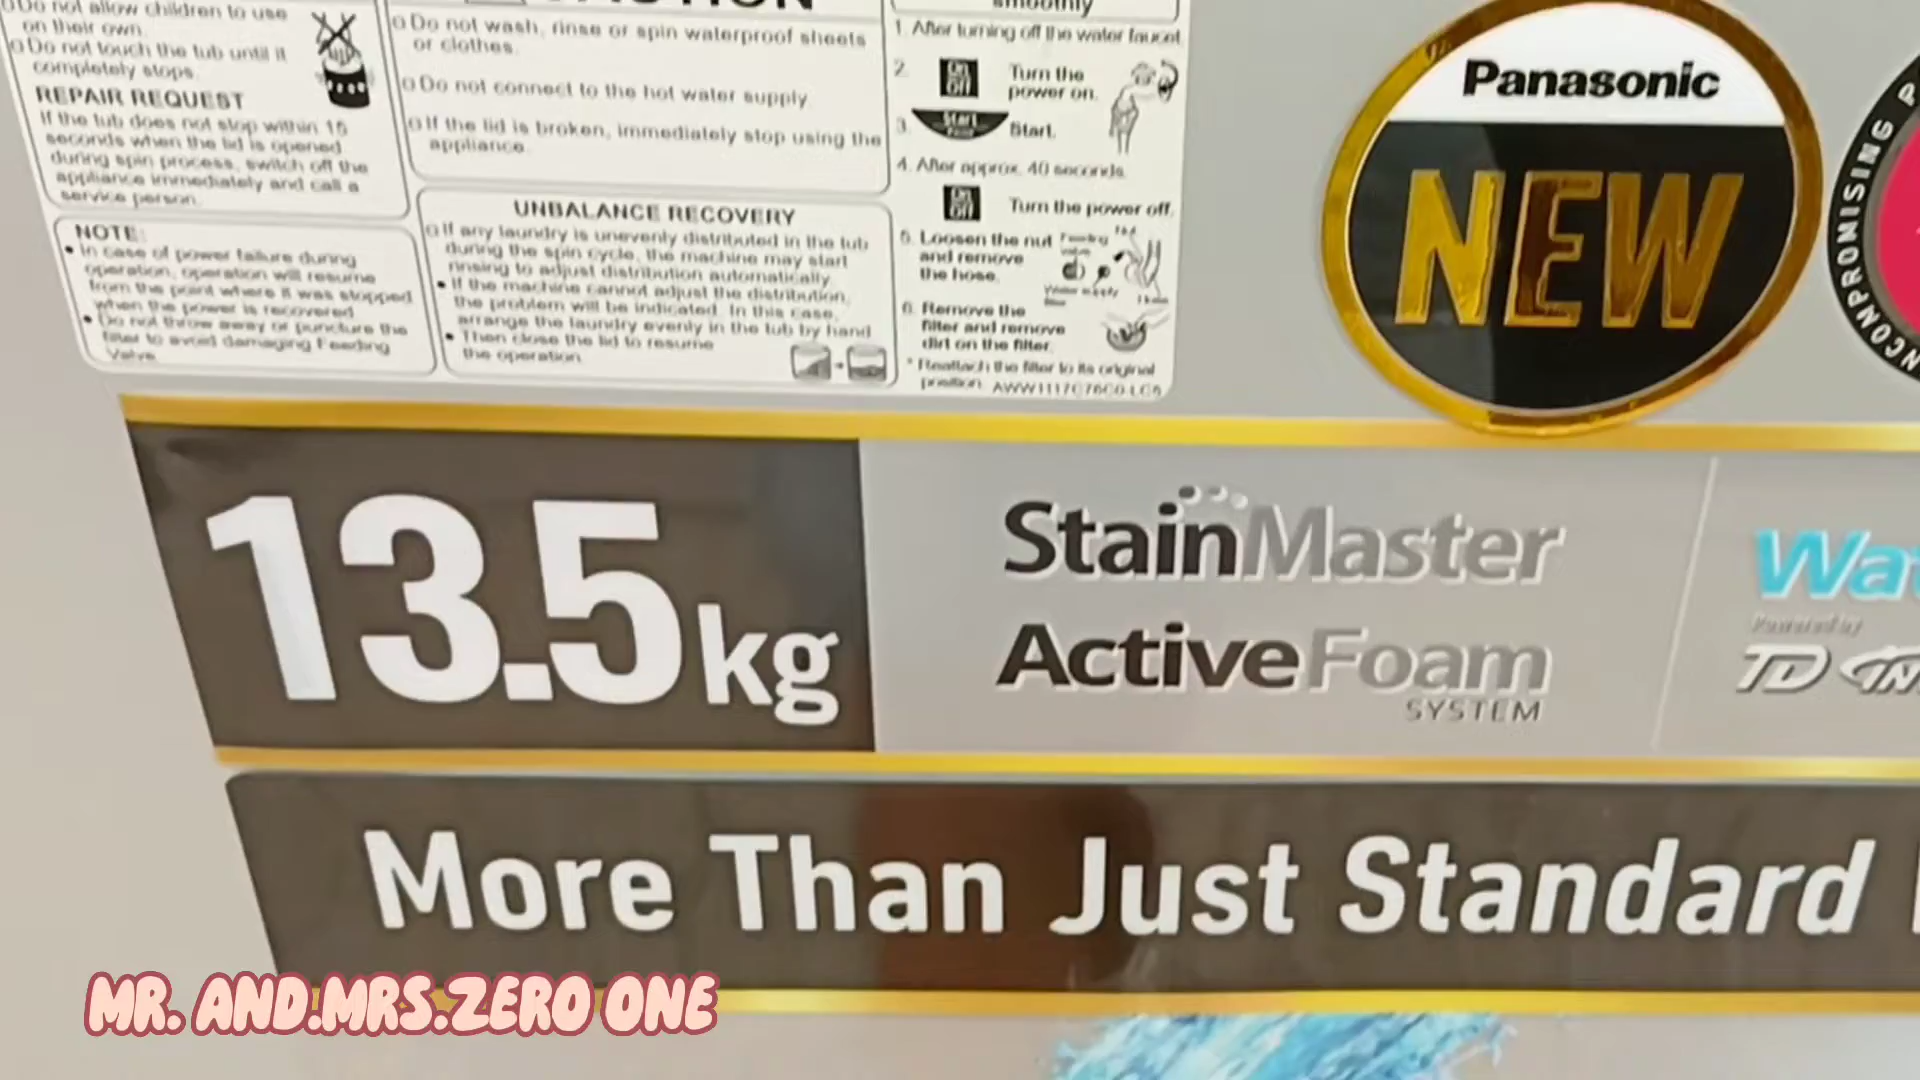 Do not allow children to use
on their own.
Do not touch the tub until it
completely stops.
REPAIR REQUEST
If the tub does not stop within 15
seconds when the lid is opened
during spin process, switch off the
appliance immediately and call a
service person.
NOTE:
• In case of power failure during
operation, operation will resume
from the point where it was stopped
when the power is recovered
• Do not throw away or puncture the
filter to avoid damaging Feeding
Valve.
Do not wash, rinse or spin waterproof sheets
or clothes.
Do not connect to the hot water supply.
If the lid is broken, immediately stop using the
appliance.
UNBALANCE RECOVERY
If any laundry is unevenly distributed in the tub
during the spin cycle, the machine may start
rinsing to adjust distribution automatically.
• If the machine cannot adjust the distribution,
the problem will be indicated. In this case,
arrange the laundry evenly in the tub by hand
• Then close the lid to resume
the operation.
smoothly
1. After turning off the water faucet
2. On Off Turn the
power on.
3. Start Start.
4. After approx. 40 seconds.
On Off Turn the power off.
5. Loosen the nut
and remove
the hose.
6. Remove the
filter and remove
dirt on the filter.
* Reattach the filter to its original
position.
Panasonic
NEW
13.5kg
StainMaster
ActiveFoam
SYSTEM
Powered by
TD
More Than Just Standard
MR. AND.MRS.ZERO ONE